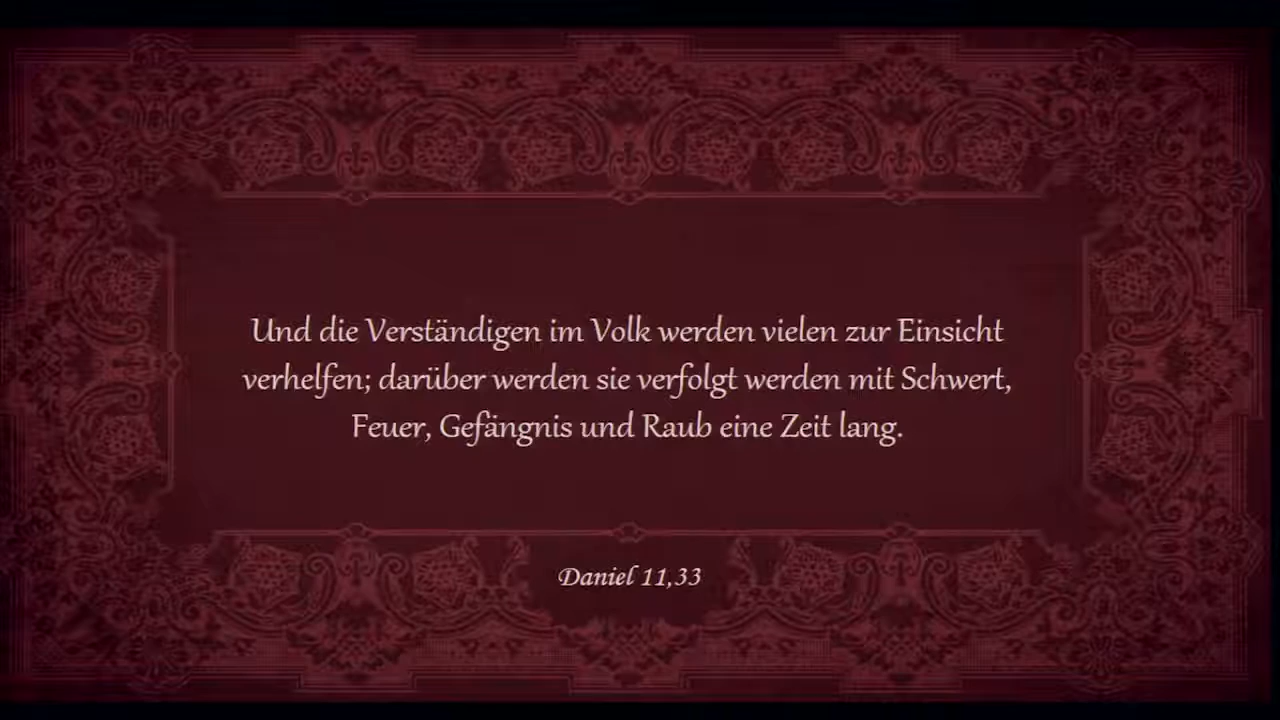 Und die Verständigen im Volk werden vielen zur Einsicht
verhelfen; darüber werden sie verfolgt werden mit Schwert,
Feuer, Gefängnis und Raub eine Zeit lang.
Daniel 11,33